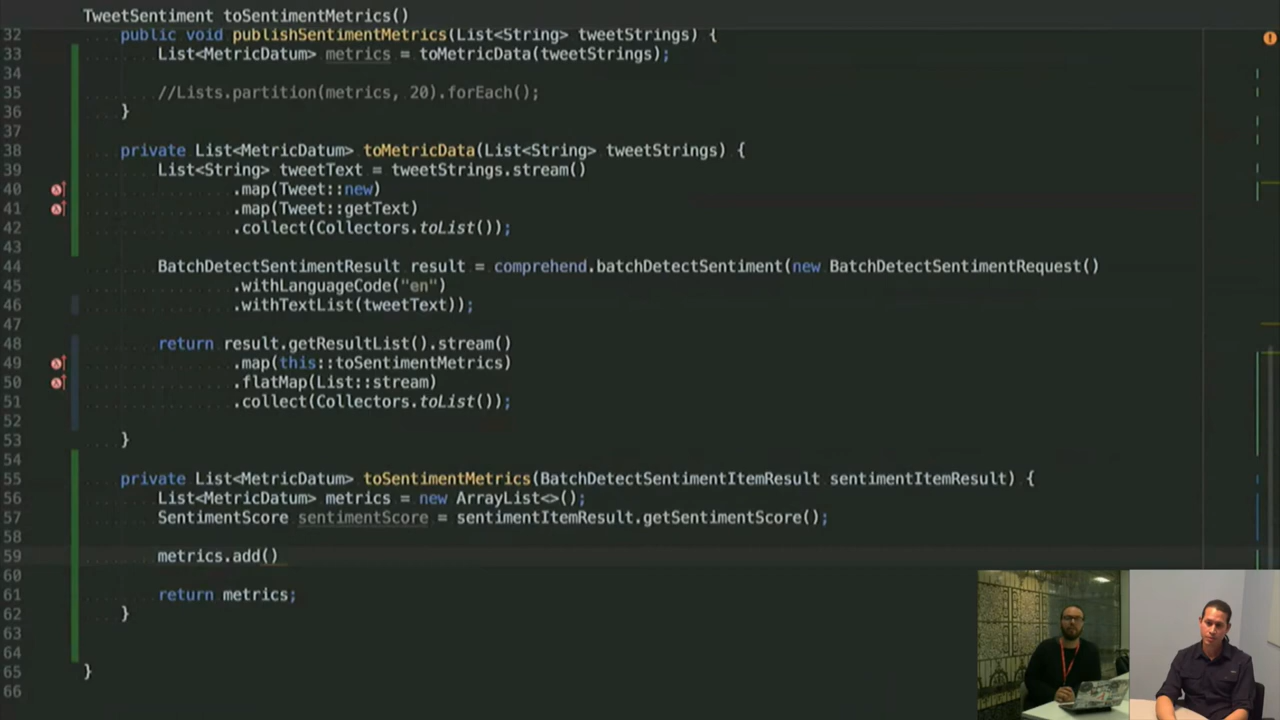 TweetSentiment toSentimentMetrics()
32 public void publishSentimentMetrics(List<String> tweetStrings) {
33 List<MetricDatum> metrics = toMetricData(tweetStrings);
34
35 //Lists.partition(metrics, 20).forEach();
36 }
37
38 private List<MetricDatum> toMetricData(List<String> tweetStrings) {
39 List<String> tweetText = tweetStrings.stream()
40 .map(Tweet::new)
41 .map(Tweet::getText)
42 .collect(Collectors.toList());
43
44 BatchDetectSentimentResult result = comprehend.batchDetectSentiment(new BatchDetectSentimentRequest()
45 .withLanguageCode("en")
46 .withTextList(tweetText));
47
48 return result.getResultList().stream()
49 .map(this::toSentimentMetrics)
50 .flatMap(List::stream)
51 .collect(Collectors.toList());
52
53 }
54
55 private List<MetricDatum> toSentimentMetrics(BatchDetectSentimentItemResult sentimentItemResult) {
56 List<MetricDatum> metrics = new ArrayList<>();
57 SentimentScore sentimentScore = sentimentItemResult.getSentimentScore();
58
59 metrics.add()
60
61 return metrics;
62 }
63
64
65 }
66